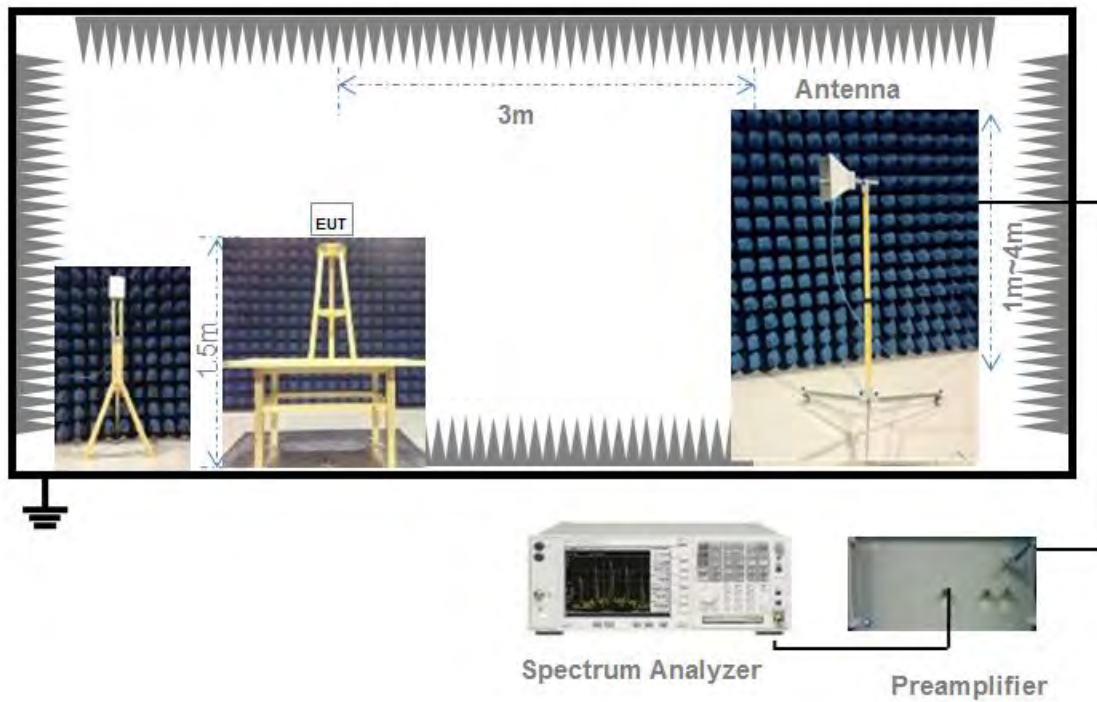 Antenna
3m
EUT
1.5m
1m~4m
Spectrum Analyzer
Preamplifier